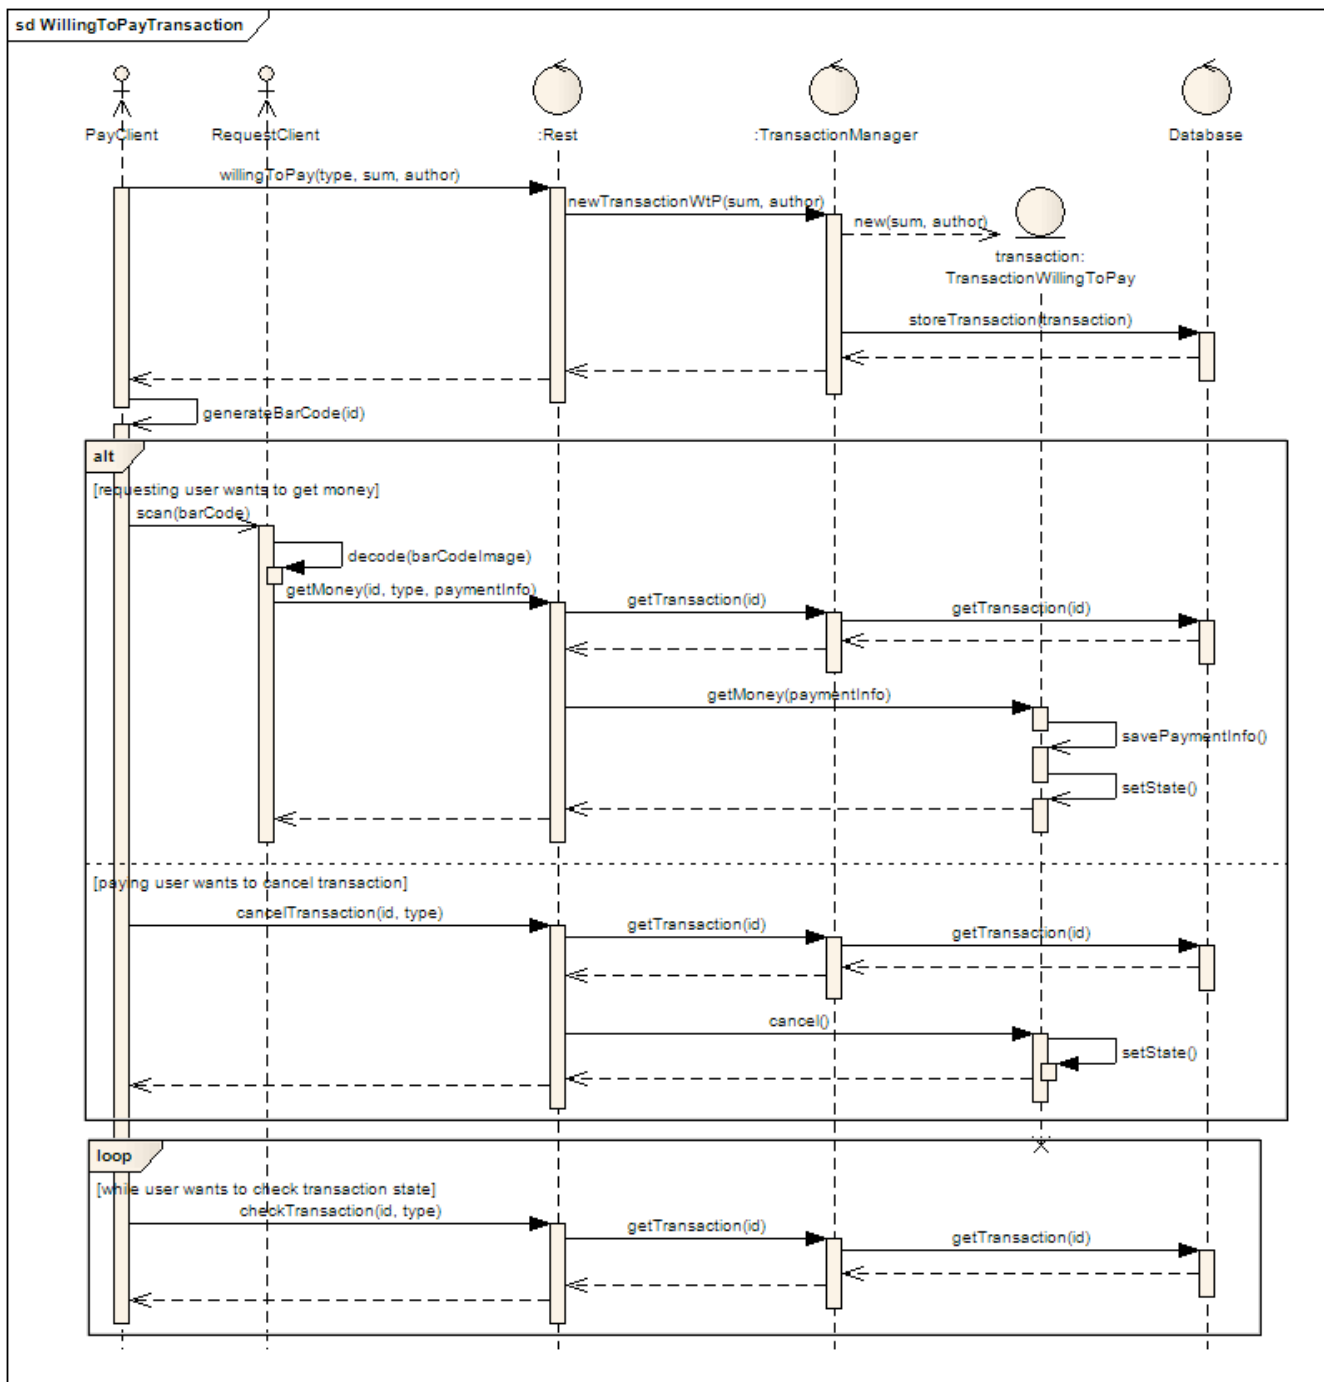 sd WillingToPayTransaction
PayClient
RequestClient
:Rest
:TransactionManager
Database
willingToPay(type, sum, author)
newTransactionWtP(sum, author)
new(sum, author)
transaction:
TransactionWillingToPay
storeTransaction(transaction)
generateBarCode(id)
alt
[requesting user wants to get money]
scan(barCode)
decode(barCodeImage)
getMoney(id, type, paymentInfo)
getTransaction(id)
getTransaction(id)
getMoney(paymentInfo)
savePaymentInfo()
setState()
[paying user wants to cancel transaction]
cancelTransaction(id, type)
getTransaction(id)
getTransaction(id)
cancel()
setState()
loop
[while user wants to check transaction state]
checkTransaction(id, type)
getTransaction(id)
getTransaction(id)